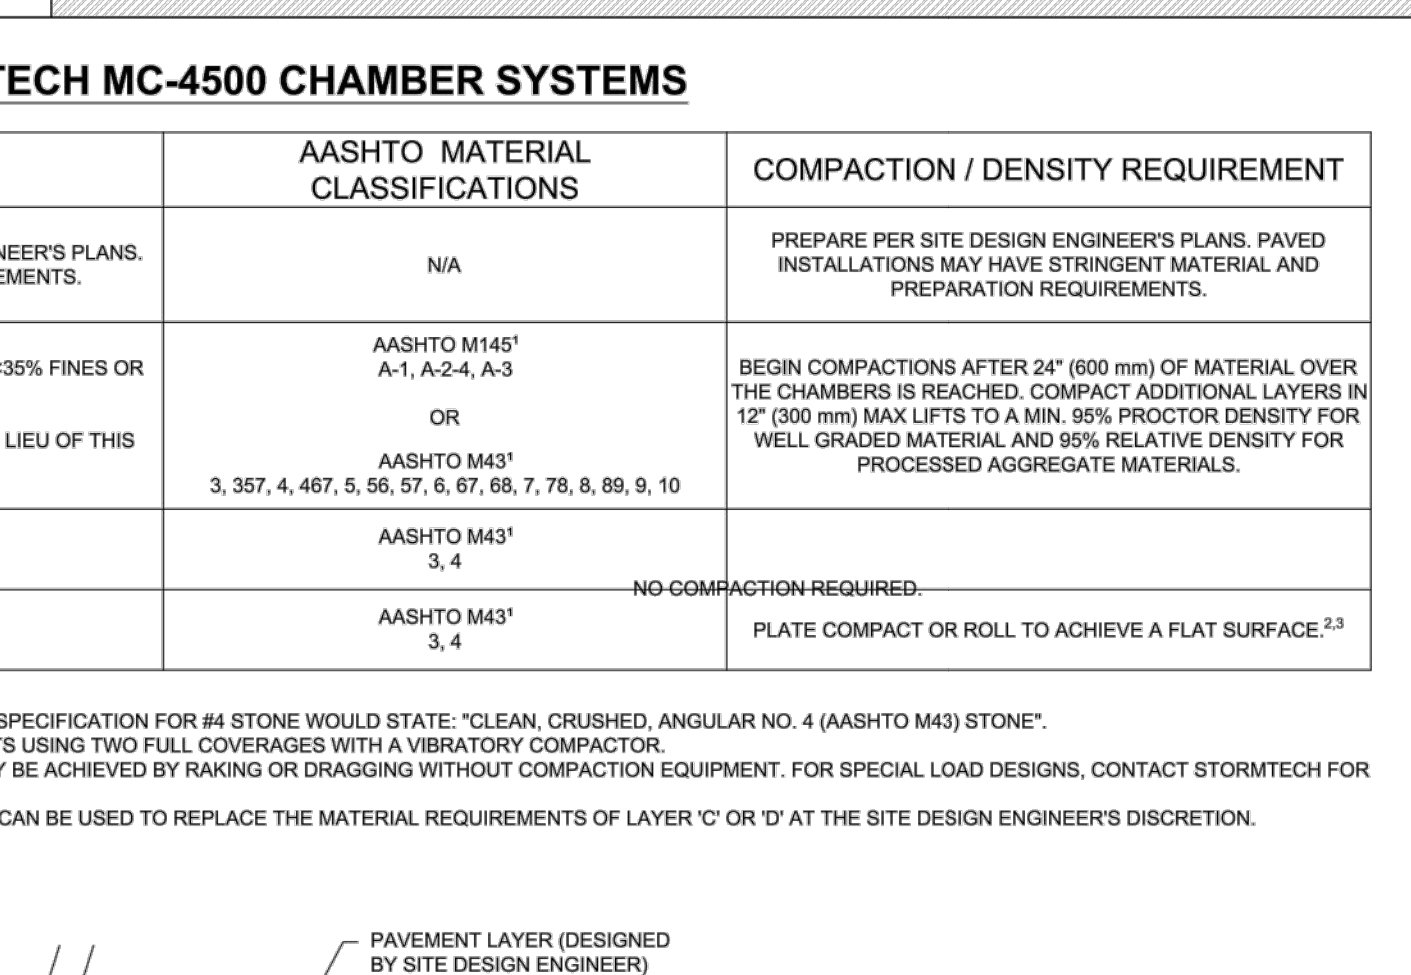 TECH MC-4500 CHAMBER SYSTEMS
AASHTO MATERIAL
CLASSIFICATIONS
COMPACTION / DENSITY REQUIREMENT
NEER'S PLANS.
EMENTS.
N/A
PREPARE PER SITE DESIGN ENGINEER'S PLANS. PAVED
INSTALLATIONS MAY HAVE STRINGENT MATERIAL AND
PREPARATION REQUIREMENTS.
<35% FINES OR
LIEU OF THIS
AASHTO M145¹
A-1, A-2-4, A-3
OR
AASHTO M43¹
3, 357, 4, 467, 5, 56, 57, 6, 67, 68, 7, 78, 8, 89, 9, 10
BEGIN COMPACTIONS AFTER 24" (600 mm) OF MATERIAL OVER
THE CHAMBERS IS REACHED. COMPACT ADDITIONAL LAYERS IN
12" (300 mm) MAX LIFTS TO A MIN. 95% PROCTOR DENSITY FOR
WELL GRADED MATERIAL AND 95% RELATIVE DENSITY FOR
PROCESSED AGGREGATE MATERIALS.
AASHTO M43¹
3, 4
NO COMPACTION REQUIRED.
AASHTO M43¹
3, 4
PLATE COMPACT OR ROLL TO ACHIEVE A FLAT SURFACE.²,³
SPECIFICATION FOR #4 STONE WOULD STATE: "CLEAN, CRUSHED, ANGULAR NO. 4 (AASHTO M43) STONE".
TS USING TWO FULL COVERAGES WITH A VIBRATORY COMPACTOR.
Y BE ACHIEVED BY RAKING OR DRAGGING WITHOUT COMPACTION EQUIPMENT. FOR SPECIAL LOAD DESIGNS, CONTACT STORMTECH FOR
CAN BE USED TO REPLACE THE MATERIAL REQUIREMENTS OF LAYER 'C' OR 'D' AT THE SITE DESIGN ENGINEER'S DISCRETION.
PAVEMENT LAYER (DESIGNED
BY SITE DESIGN ENGINEER)